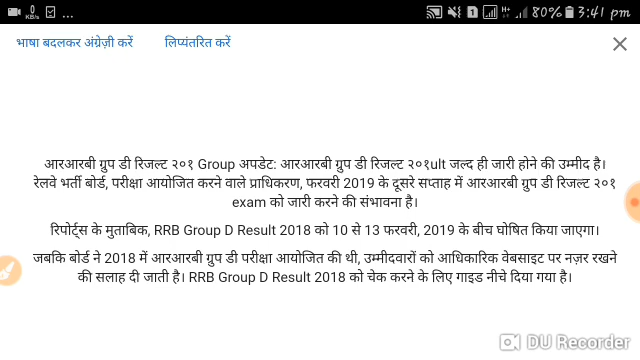 0 KB/s ... 1 H+ 80% 3:41 pm
भाषा बदलकर अंग्रेज़ी करें लिप्यंतरित करें
आरआरबी ग्रुप डी रिजल्ट २०१ Group अपडेट: आरआरबी ग्रुप डी रिजल्ट २०१ult जल्द ही जारी होने की उम्मीद है।
रेलवे भर्ती बोर्ड, परीक्षा आयोजित करने वाले प्राधिकरण, फरवरी 2019 के दूसरे सप्ताह में आरआरबी ग्रुप डी रिजल्ट २०१
exam को जारी करने की संभावना है।
रिपोर्ट्स के मुताबिक, RRB Group D Result 2018 को 10 से 13 फरवरी, 2019 के बीच घोषित किया जाएगा।
जबकि बोर्ड ने 2018 में आरआरबी ग्रुप डी परीक्षा आयोजित की थी, उम्मीदवारों को आधिकारिक वेबसाइट पर नज़र रखने
की सलाह दी जाती है। RRB Group D Result 2018 को चेक करने के लिए गाइड नीचे दिया गया है।
DU Recorder